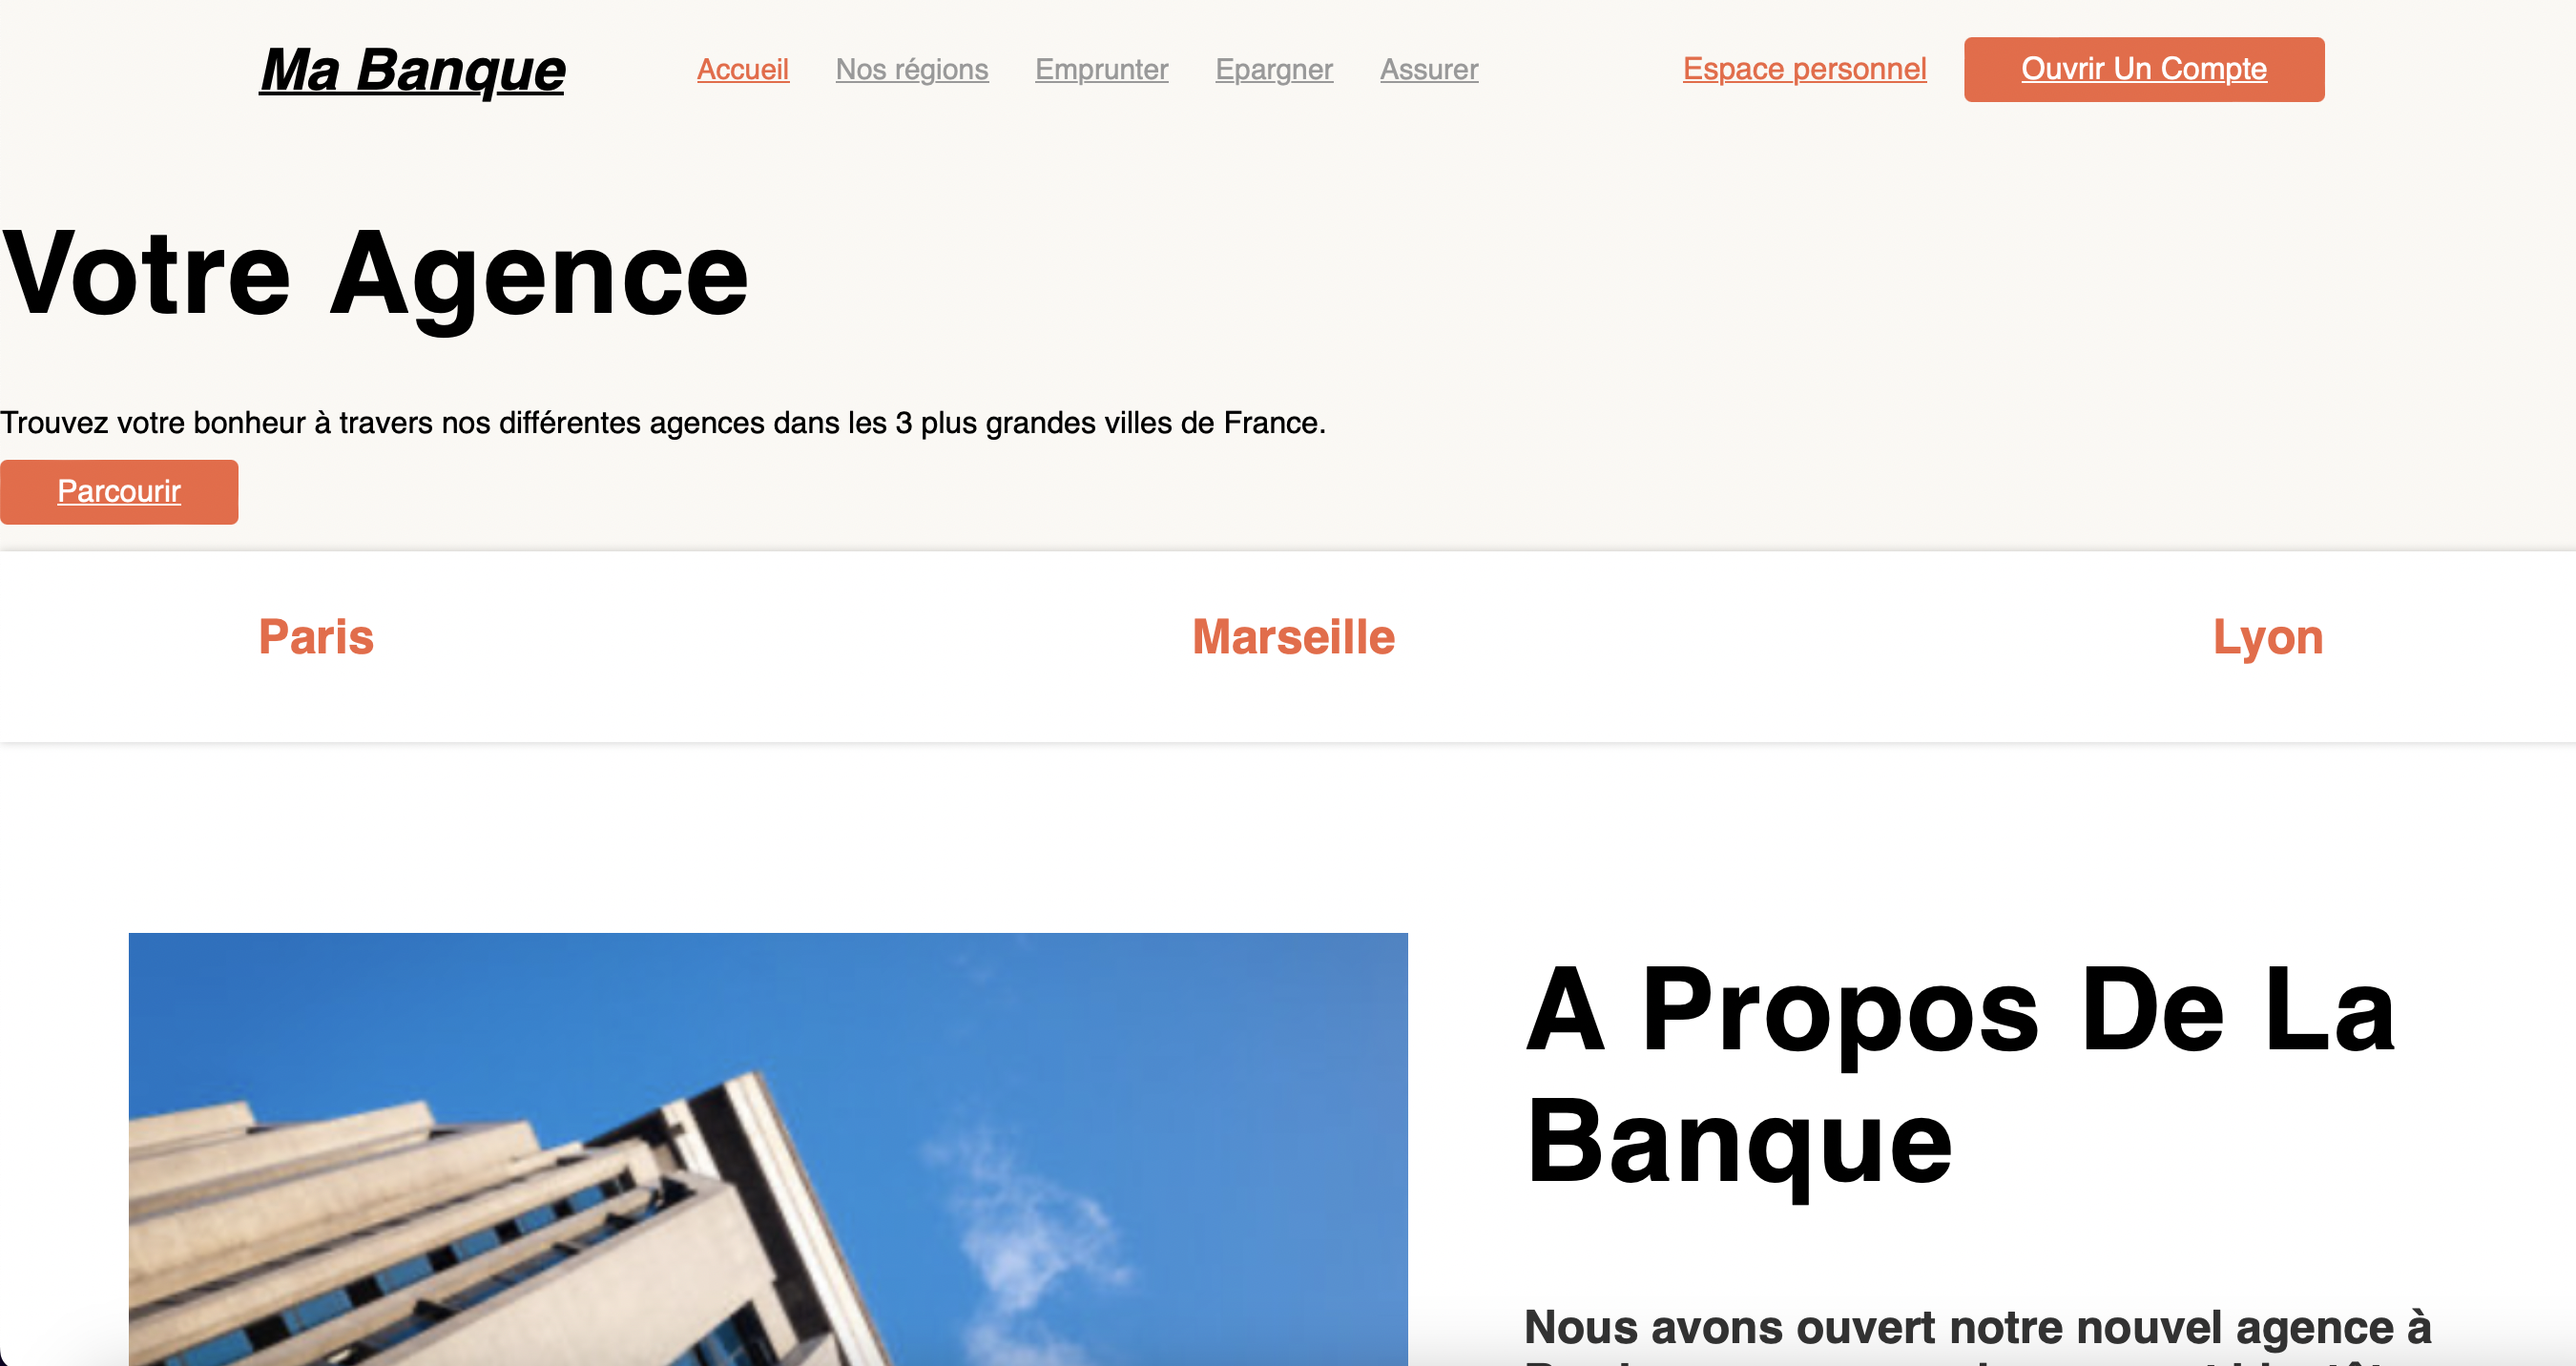 Ma Banque
Accueil Nos régions Emprunter Epargner Assurer
Espace personnel Ouvrir Un Compte
Votre Agence
Trouvez votre bonheur à travers nos différentes agences dans les 3 plus grandes villes de France.
Parcourir
Paris Marseille Lyon
A Propos De La
Banque
Nous avons ouvert notre nouvel agence à